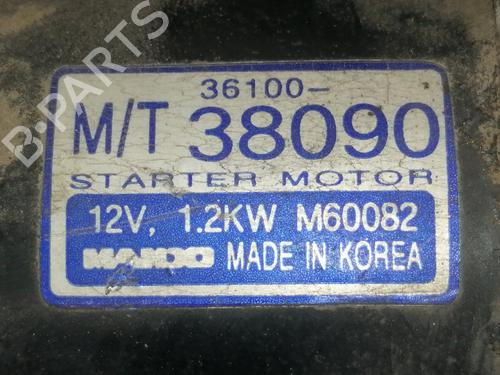 36100-
M/T 38090
STARTER MOTOR
12V, 1.2KW M60082
MANDO MADE IN KOREA
B-PARTS